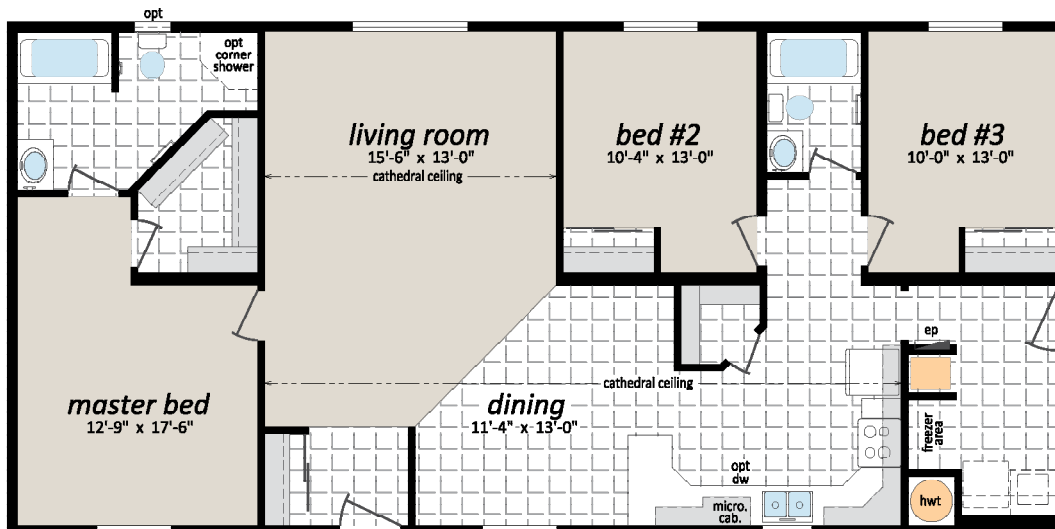 opt
opt
corner
shower
living room
15'-6" x 13'-0"
cathedral ceiling
bed #2
10'-4" x 13'-0"
bed #3
10'-0" x 13'-0"
ep
cathedral ceiling
master bed
12'-9" x 17'-6"
dining
11'-4" x 13'-0"
freezer
area
opt
dw
micro.
cab.
hwt